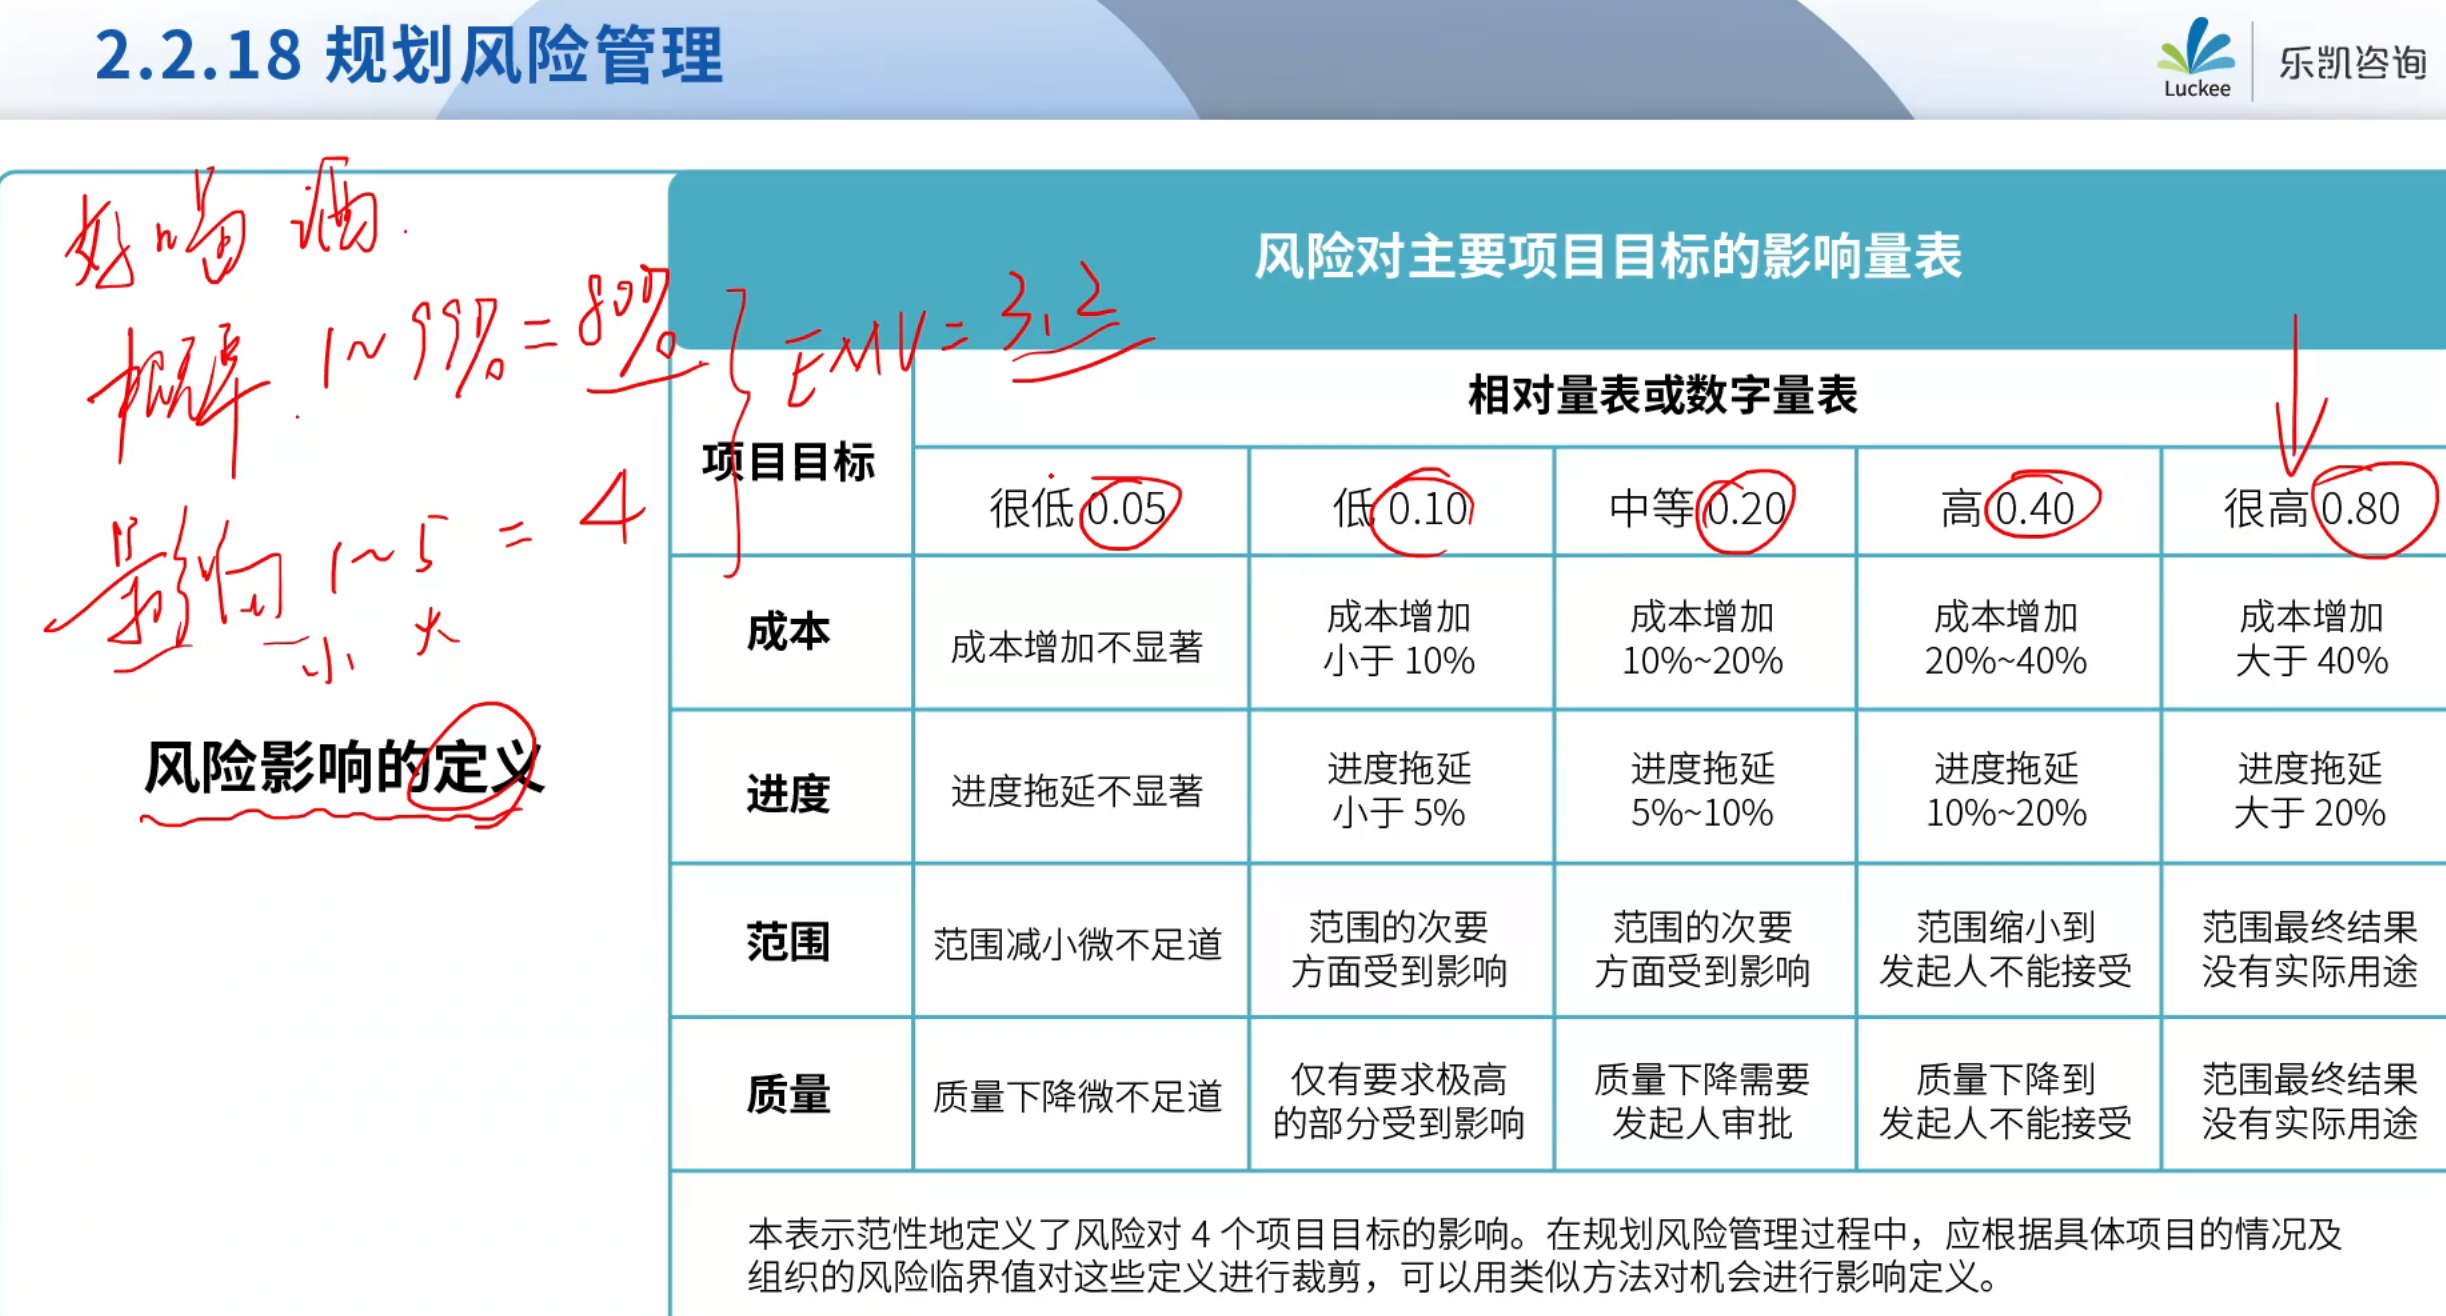 2.2.18 规划风险管理
Luckee
乐凯咨询
好喝酒.
概率. 1~99% = 80%
EMV = 3.2
影响 1~5 = 4
小 大
风险影响的定义
风险对主要项目目标的影响量表
项目目标
相对量表或数字量表
很低 0.05 低 0.10 中等 0.20 高 0.40 很高 0.80
成本 成本增加不显著 成本增加 小于 10% 成本增加 10%~20% 成本增加 20%~40% 成本增加 大于 40%
进度 进度拖延不显著 进度拖延 小于 5% 进度拖延 5%~10% 进度拖延 10%~20% 进度拖延 大于 20%
范围 范围减小微不足道 范围的次要 方面受到影响 范围的次要 方面受到影响 范围缩小到 发起人不能接受 范围最终结果 没有实际用途
质量 质量下降微不足道 仅有要求极高 的部分受到影响 质量下降需要 发起人审批 质量下降到 发起人不能接受 范围最终结果 没有实际用途
本表示范性地定义了风险对 4 个项目目标的影响。在规划风险管理过程中，应根据具体项目的情况及
组织的风险临界值对这些定义进行裁剪，可以用类似方法对机会进行影响定义。